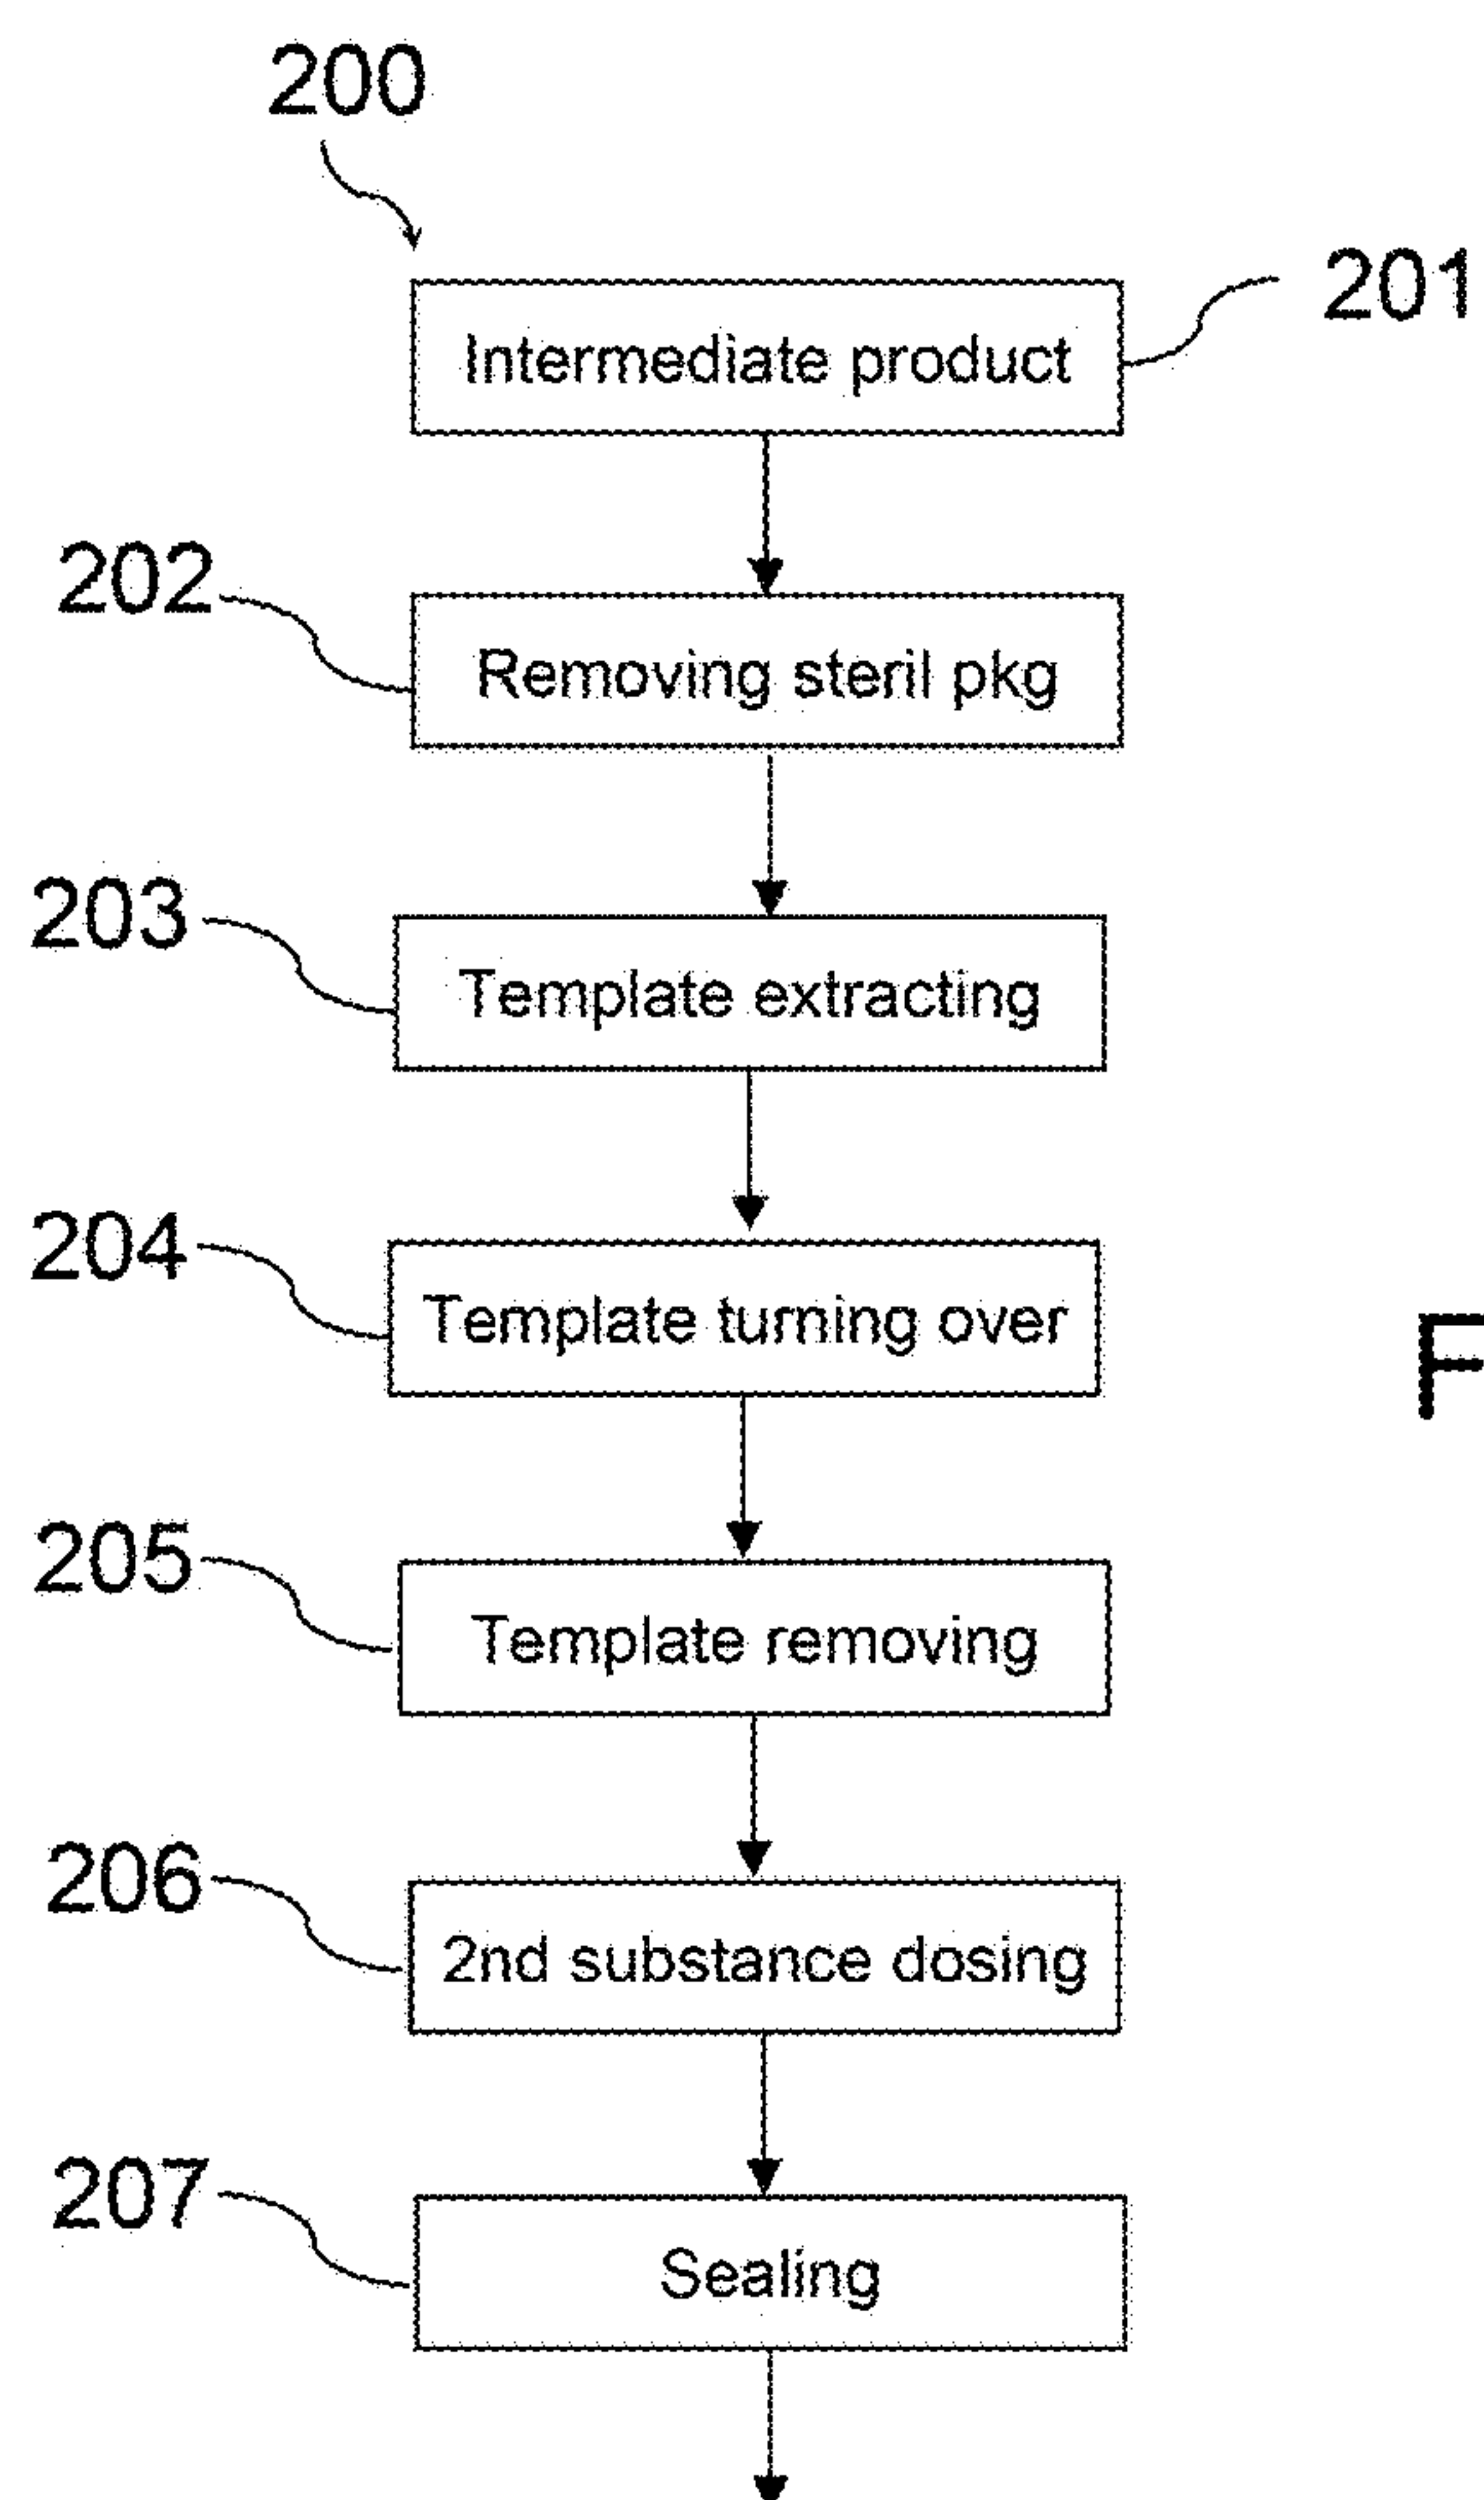 200
201
Intermediate product
202
Removing steril pkg
203
Template extracting
204
Template turning over
F
205
Template removing
206
2nd substance dosing
207
Sealing